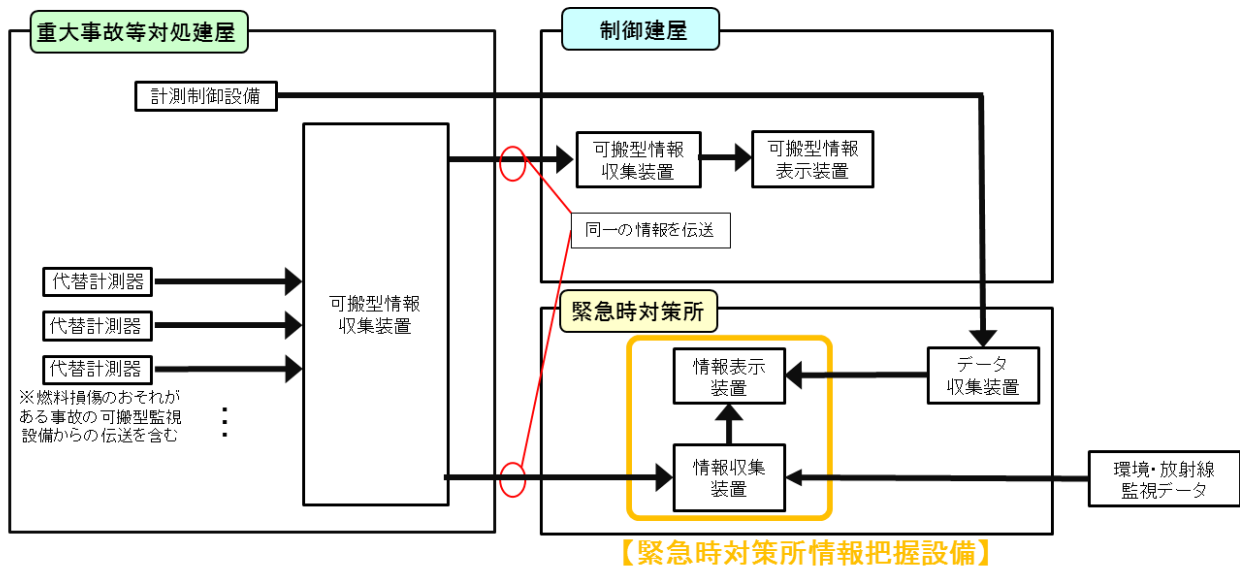 重大事故等対処建屋
計測制御設備
代替計測器
代替計測器
代替計測器
※燃料損傷のおそれが
ある事故の可搬型監視
設備からの伝送を含む
⋮
可搬型情報
収集装置
制御建屋
可搬型情報
収集装置
可搬型情報
表示装置
同一の情報を伝送
緊急時対策所
情報表示
装置
データ
収集装置
情報収集
装置
環境・放射線
監視データ
【緊急時対策所情報把握設備】